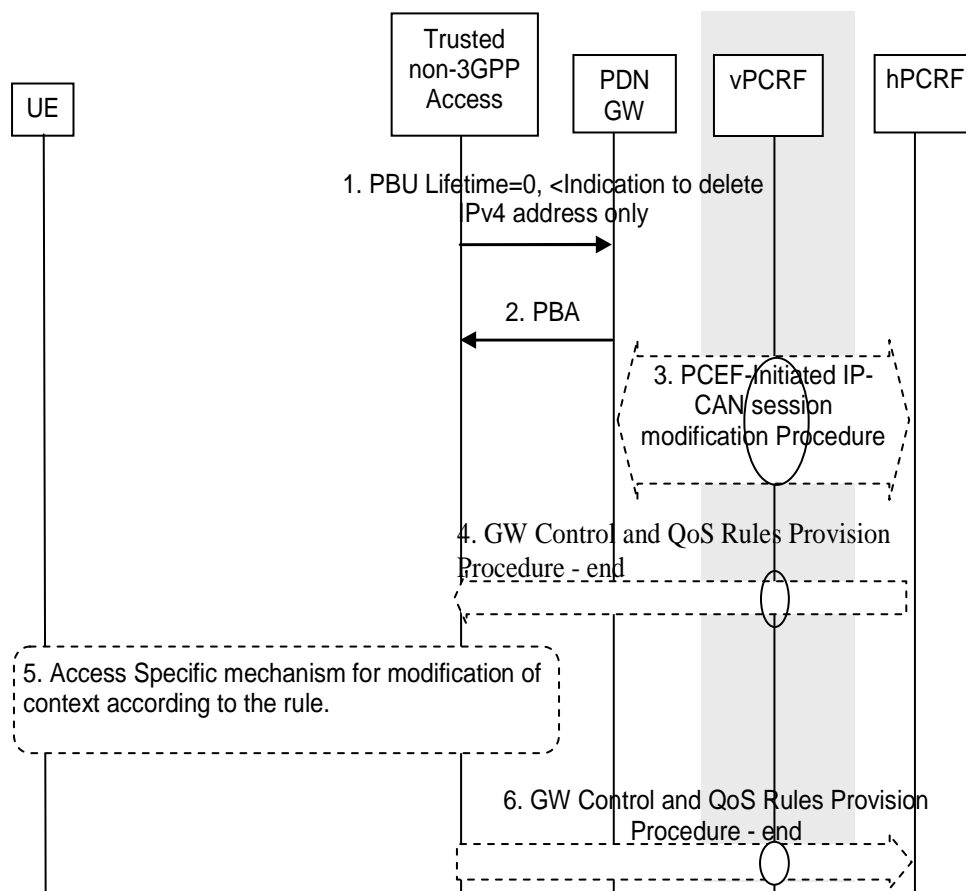 Trusted
non-3GPP
Access
UE
PDN
GW
vPCRF
hPCRF
1. PBU Lifetime=0, <Indication to delete
IPv4 address only
2. PBA
3. PCEF-Initiated IP-
CAN session
modification Procedure
4. GW Control and QoS Rules Provision
Procedure - end
5. Access Specific mechanism for modification of
context according to the rule.
6. GW Control and QoS Rules Provision
Procedure - end